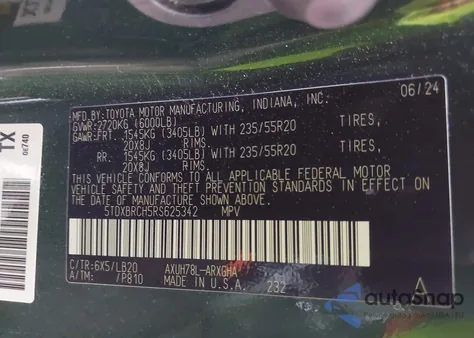 MFD.BY:TOYOTA MOTOR MANUFACTURING, INDIANA, INC. 06/24
GVWR:2720KG (6000LB)
GAWR:FRT. 1545KG (3405LB) WITH 235/55R20 TIRES,
20X8J RIMS.
RR. 1545KG (3405LB) WITH 235/55R20 TIRES,
20X8J RIMS.
THIS VEHICLE CONFORMS TO ALL APPLICABLE FEDERAL MOTOR
VEHICLE SAFETY AND THEFT PREVENTION STANDARDS IN EFFECT ON
THE DATE OF MANUFACTURE SHOWN ABOVE.
5TDXBRCH5RS625342 MPV
C/TR:6X5/LB20 AXUH78L-ARXGHA
A/TM: /P810 MADE IN U.S.A. 232 A
TX
0E740
autoSnap